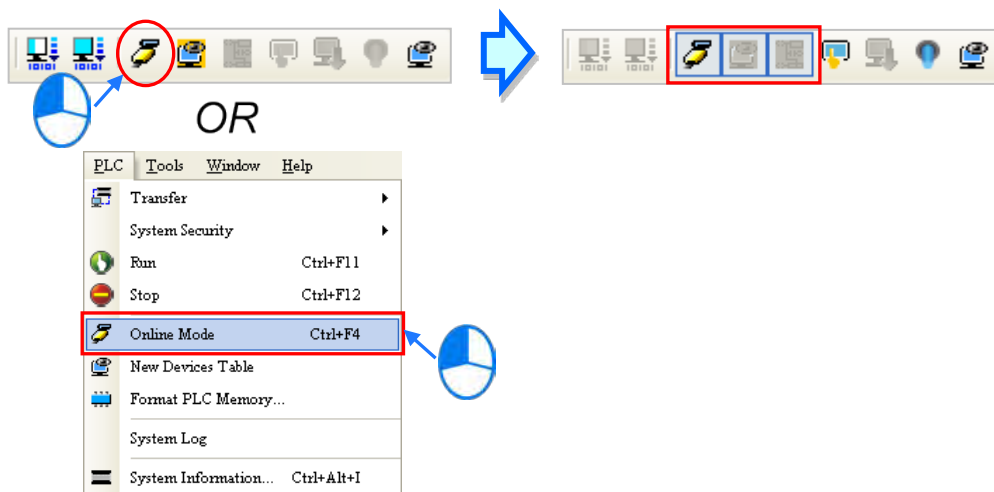 OR
PLC Tools Window Help
Transfer
System Security
Run Ctrl+F11
Stop Ctrl+F12
Online Mode Ctrl+F4
New Devices Table
Format PLC Memory...
System Log
System Information... Ctrl+Alt+I